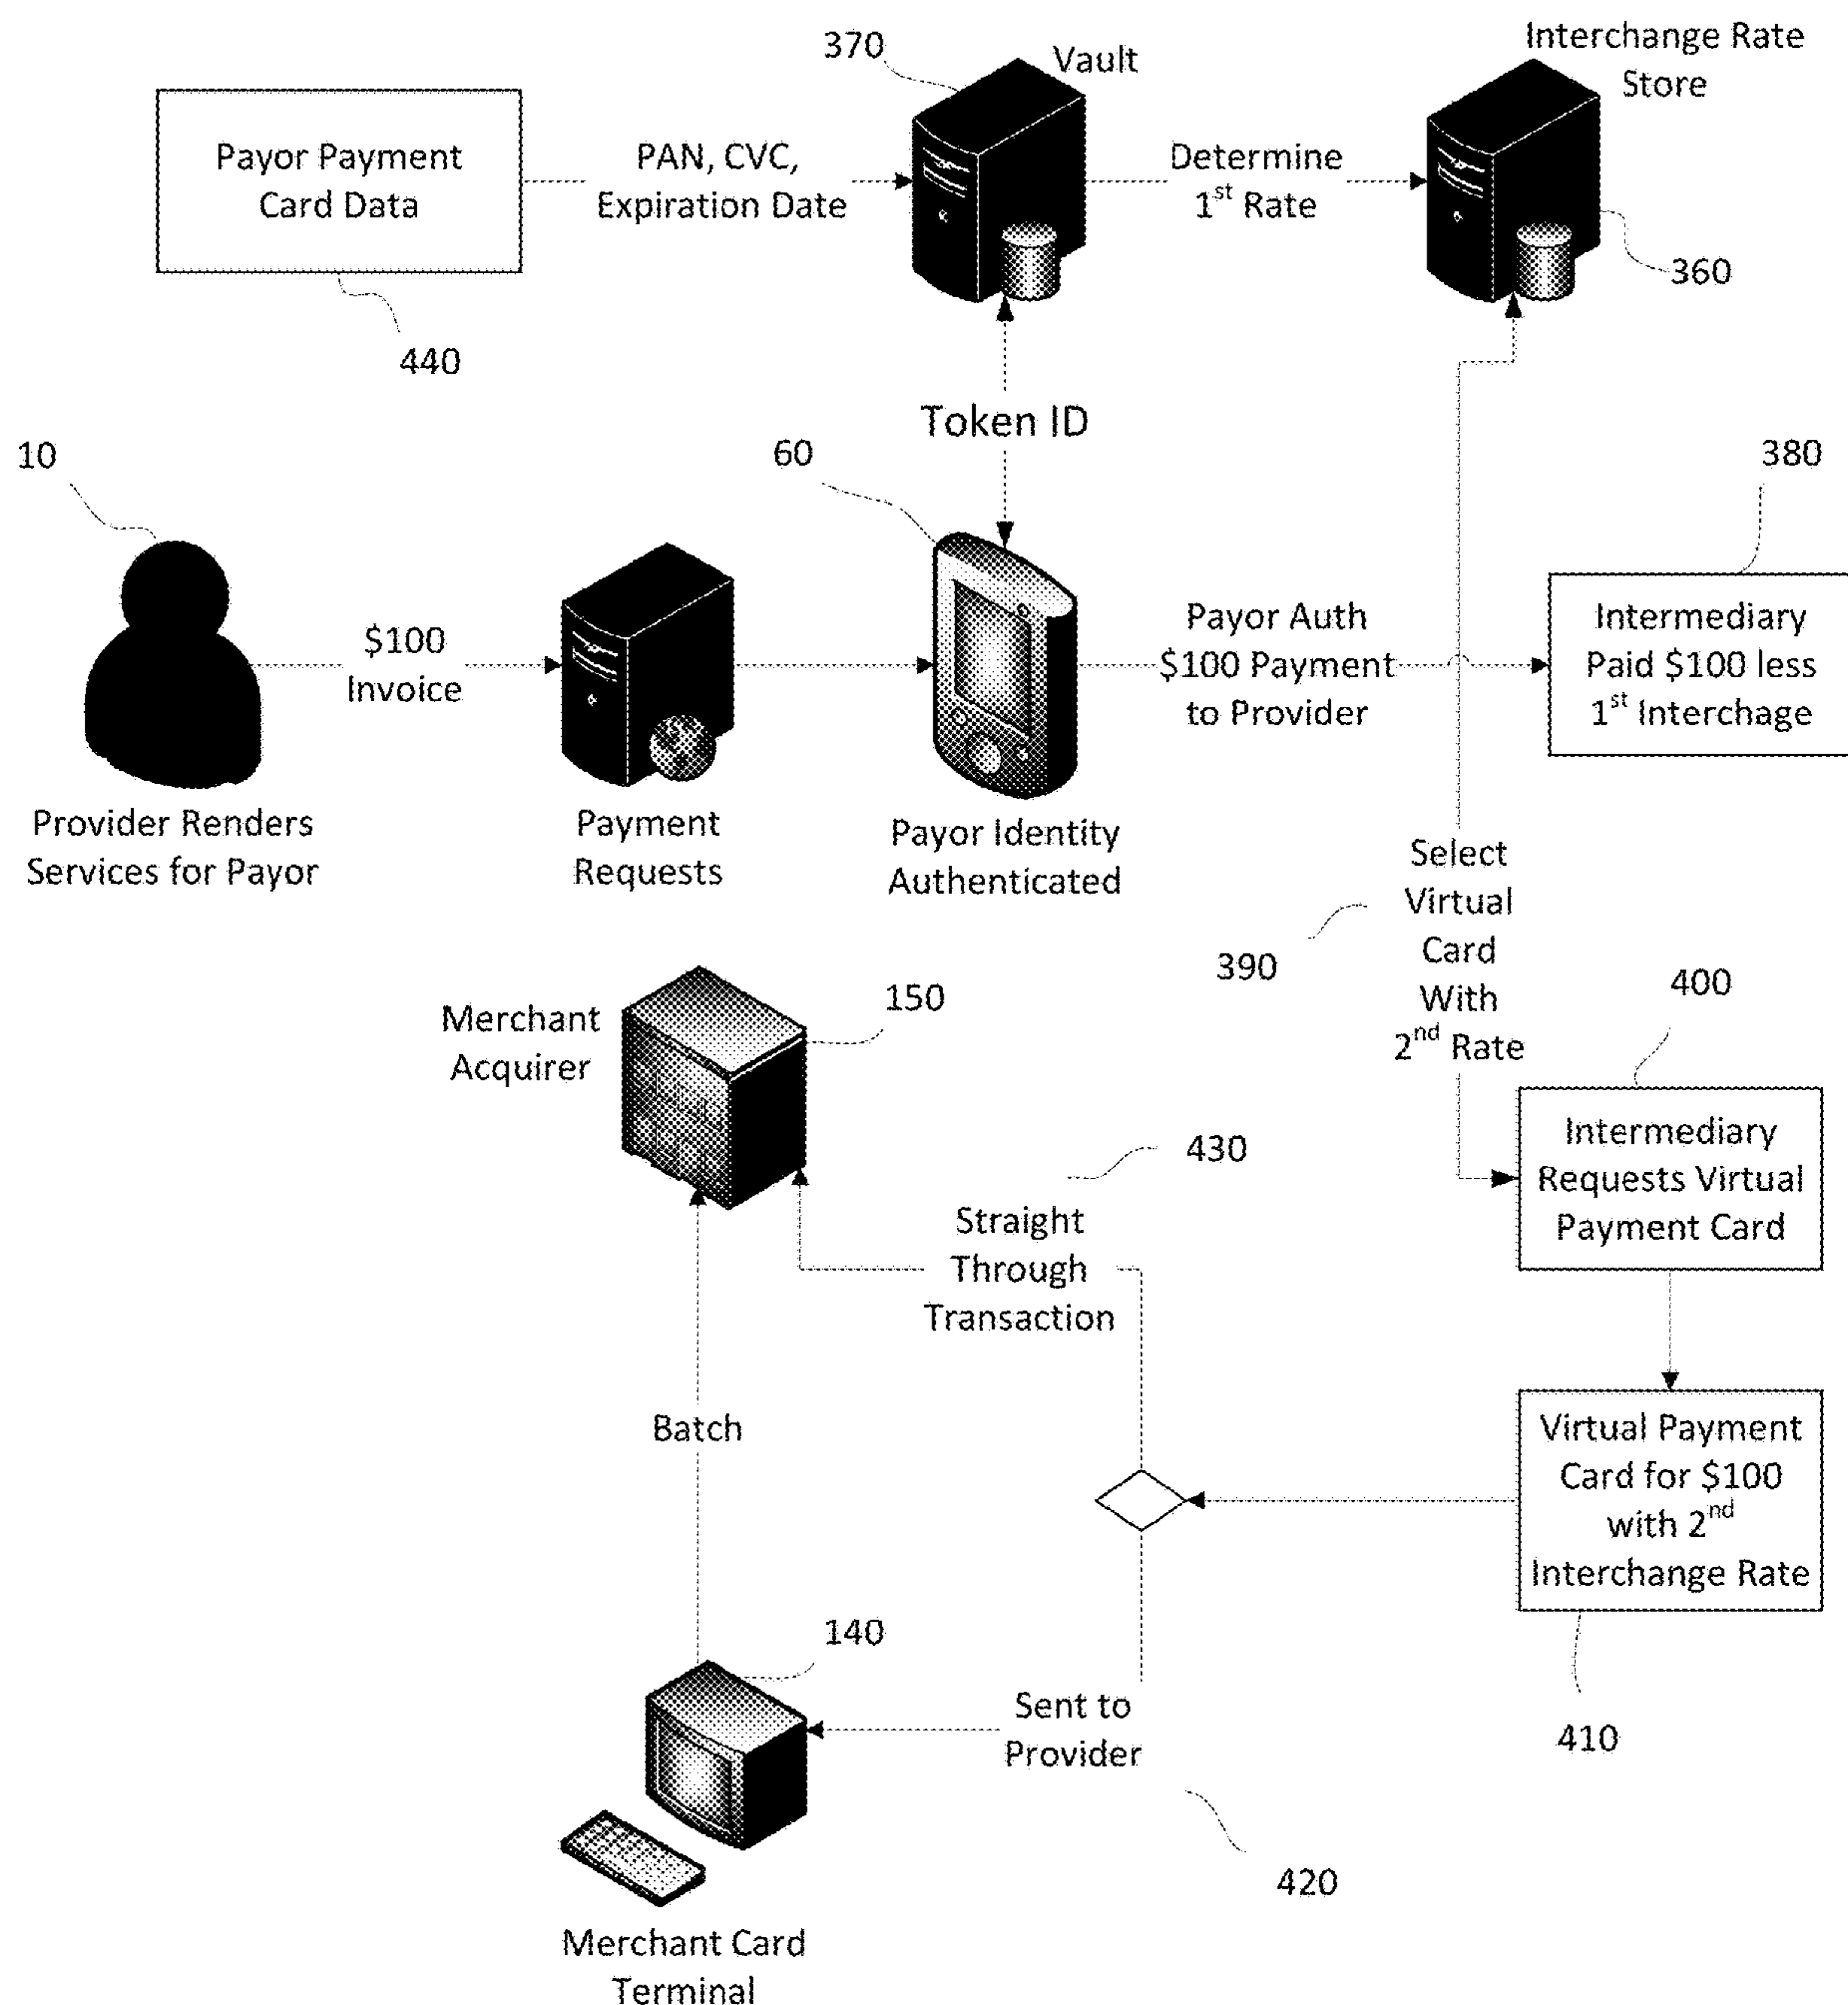 370
Vault
Interchange Rate
Store
Payor Payment
Card Data
PAN, CVC,
Expiration Date
Determine
1st Rate
360
440
Token ID
10
60
380
$100
Invoice
Payor Auth
$100 Payment
to Provider
Intermediary
Paid $100 less
1st Interchage
Provider Renders
Services for Payor
Payment
Requests
Payor Identity
Authenticated
Select
Virtual
Card
With
2nd Rate
390
400
Merchant
Acquirer
150
430
Intermediary
Requests Virtual
Payment Card
Straight
Through
Transaction
Batch
Virtual Payment
Card for $100
with 2nd
Interchange Rate
140
Sent to
Provider
410
420
Merchant Card
Terminal